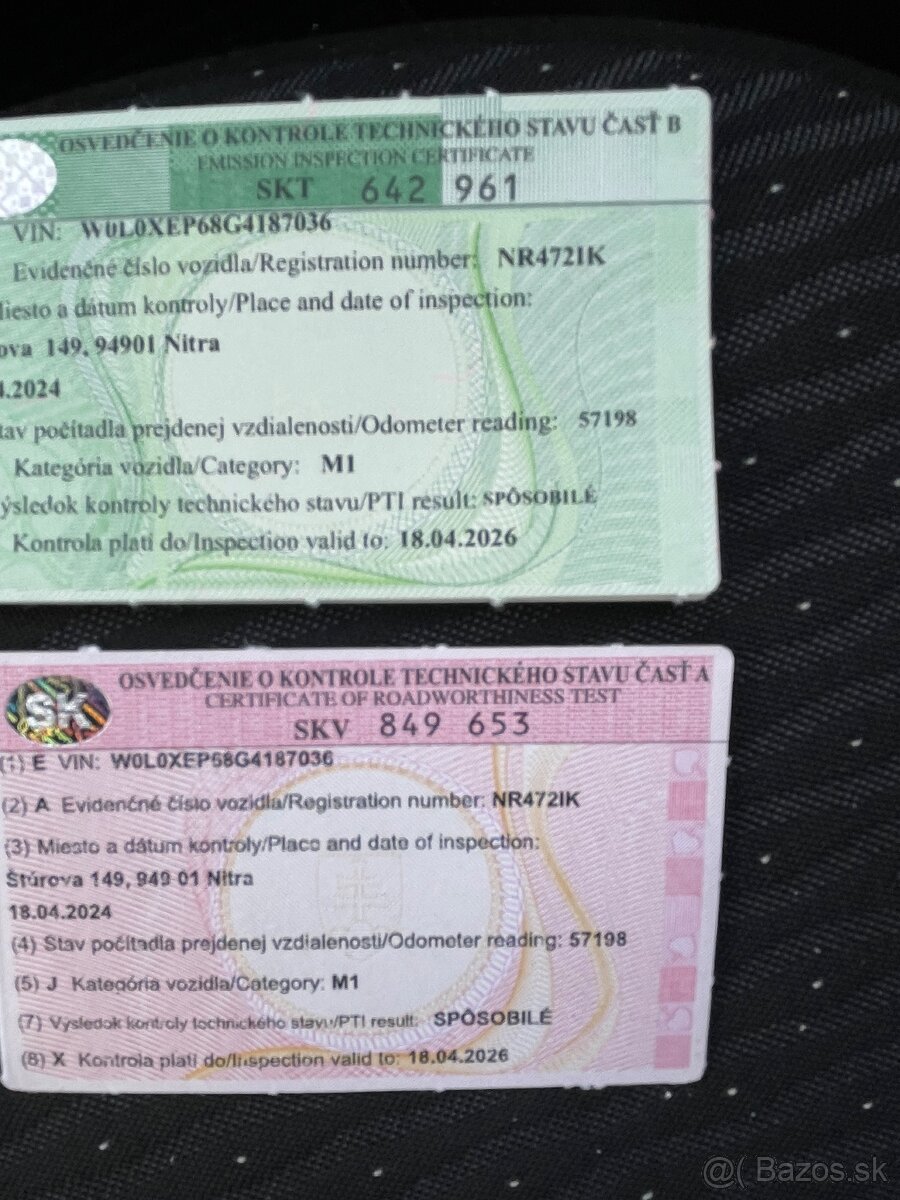 OSVEDČENIE O KONTROLE TECHNICKÉHO STAVU ČASŤ B
EMISSION INSPECTION CERTIFICATE
SKT 642 961
VIN: W0L0XEP68G4187036
Evidenčné číslo vozidla/Registration number: NR472IK
iesto a dátum kontroly/Place and date of inspection:
ova 149, 94901 Nitra
4.2024
tav počítadla prejdenej vzdialenosti/Odometer reading: 57198
Kategória vozidla/Category: M1
ýsledok kontroly technického stavu/PTI result: SPÔSOBILÉ
Kontrola platí do/Inspection valid to: 18.04.2026
SK
OSVEDČENIE O KONTROLE TECHNICKÉHO STAVU ČASŤ A
CERTIFICATE OF ROADWORTHINESS TEST
SKV 849 653
(1) E VIN: W0L0XEP68G4187036
(2) A Evidenčné číslo vozidla/Registration number: NR472IK
(3) Miesto a dátum kontroly/Place and date of inspection:
Štúrova 149, 949 01 Nitra
18.04.2024
(4) Stav počítadla prejdenej vzdialenosti/Odometer reading: 57198
(5) J Kategória vozidla/Category: M1
(7) Výsledok kontroly technického stavu/PTI result: SPÔSOBILÉ
(8) X Kontrola platí do/Inspection valid to: 18.04.2026
@( Bazos.sk